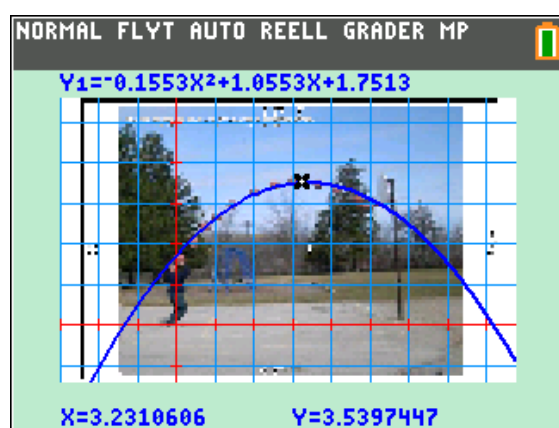 NORMAL FLYT AUTO REELL GRADER MP
Y₁=⁻0.1553X²+1.0553X+1.7513
X=3.2310606 Y=3.5397447